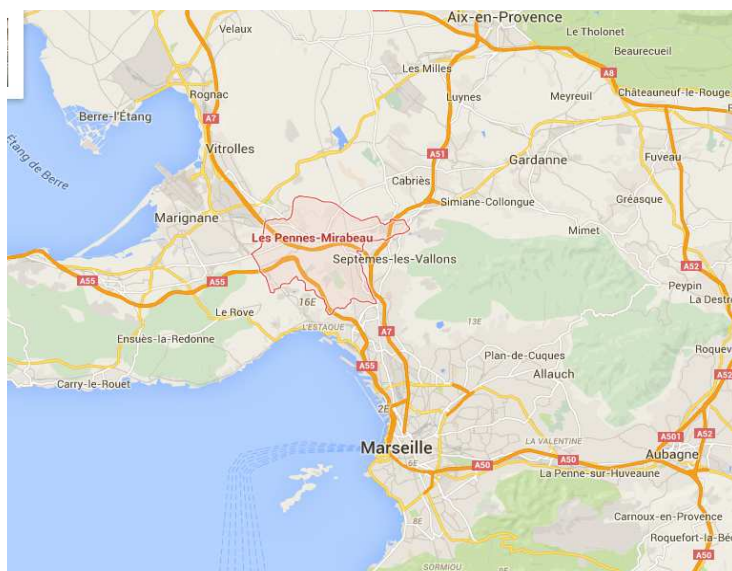 Aix-en-Provence
Velaux
Le Tholonet
Beaurecueil
Les Milles
A8
Rognac
Luynes
Meyreuil
Châteauneuf-le-Rouge
Berre-l'Étang
A7
Étang de Berre
Vitrolles
A51
Gardanne
Fuveau
Cabriès
Marignane
Simiane-Collongue
Gréasque
Les Pennes-Mirabeau
Mimet
Septèmes-les-Vallons
A52
A55
A55
Peypin
La Destro
16E
Le Rove
L'ESTAQUE
13E
Ensuès-la-Redonne
A7
Plan-de-Cuques
Roquev
A55
Allauch
Carry-le-Rouet
A52
2E
Marseille
LA VALENTINE
A501
A52
6E
A50
A50
Aubagne
La Penne-sur-Huveaune
8E
Carnoux-en-Provence
Roquefort-la-Béd
A50
SORMIOU